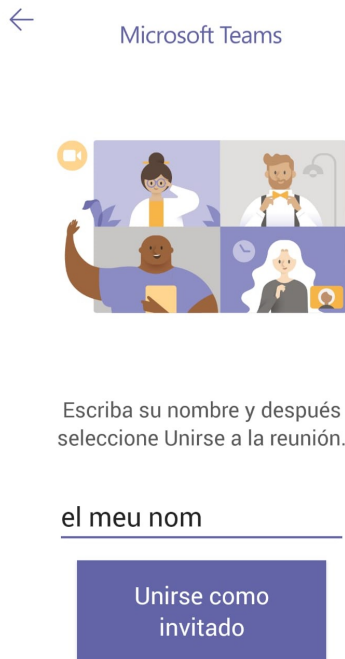 Microsoft Teams
Escriba su nombre y después
seleccione Unirse a la reunión.
el meu nom
Unirse como
invitado